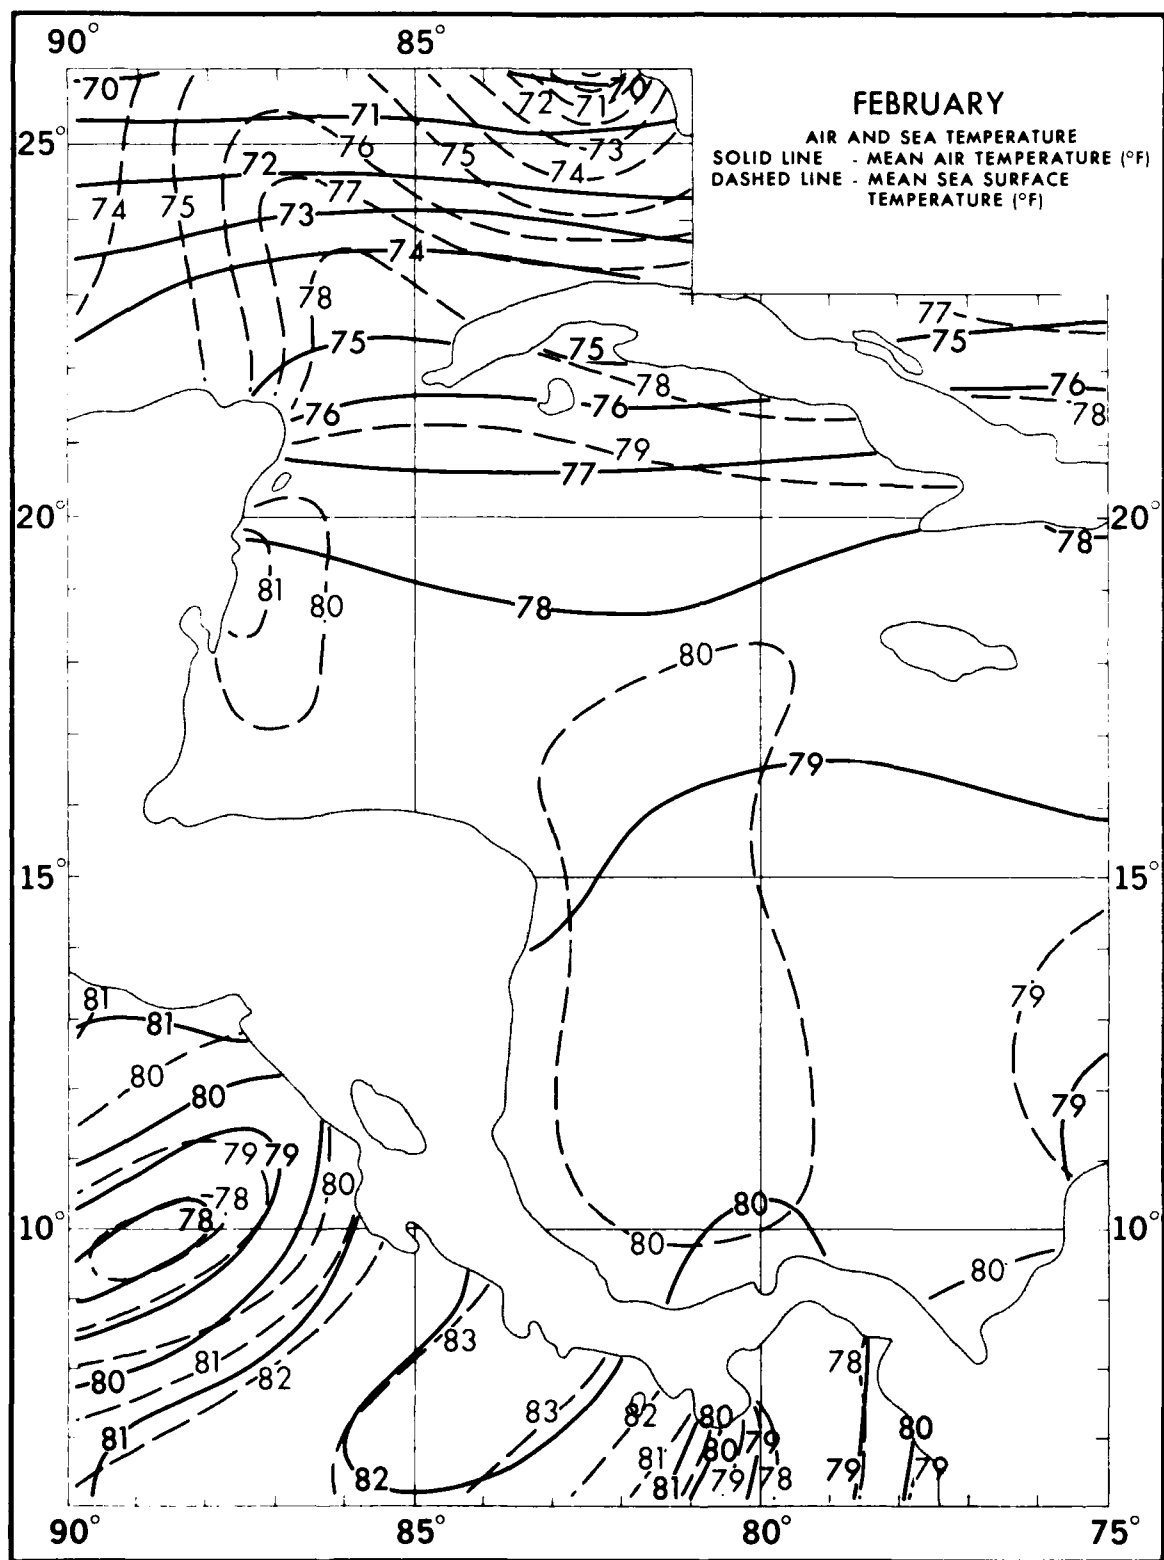 90° 85°
FEBRUARY
AIR AND SEA TEMPERATURE
SOLID LINE - MEAN AIR TEMPERATURE (°F)
DASHED LINE - MEAN SEA SURFACE
TEMPERATURE (°F)
70 72 71 70
71
25° 76 75 73
72 74
77
74 75 73
74
78 77
75 75 75
78 76 78
76 76
79
77
20° 20°
78
81 80 78
80
79
15° 15°
79
81 81
80
80 79
79 79 80
78
78 80
10° 10°
80 80
83
81 82
80
83 82 80 78 80
81 80 79
81
82 81 79 78 79 79
90° 85° 80° 75°